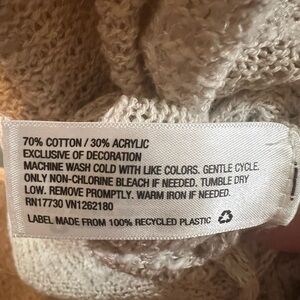 70% COTTON / 30% ACRYLIC
EXCLUSIVE OF DECORATION
MACHINE WASH COLD WITH LIKE COLORS. GENTLE CYCLE.
ONLY NON-CHLORINE BLEACH IF NEEDED. TUMBLE DRY
LOW. REMOVE PROMPTLY. WARM IRON IF NEEDED.
RN17730 VN1262180
LABEL MADE FROM 100% RECYCLED PLASTIC